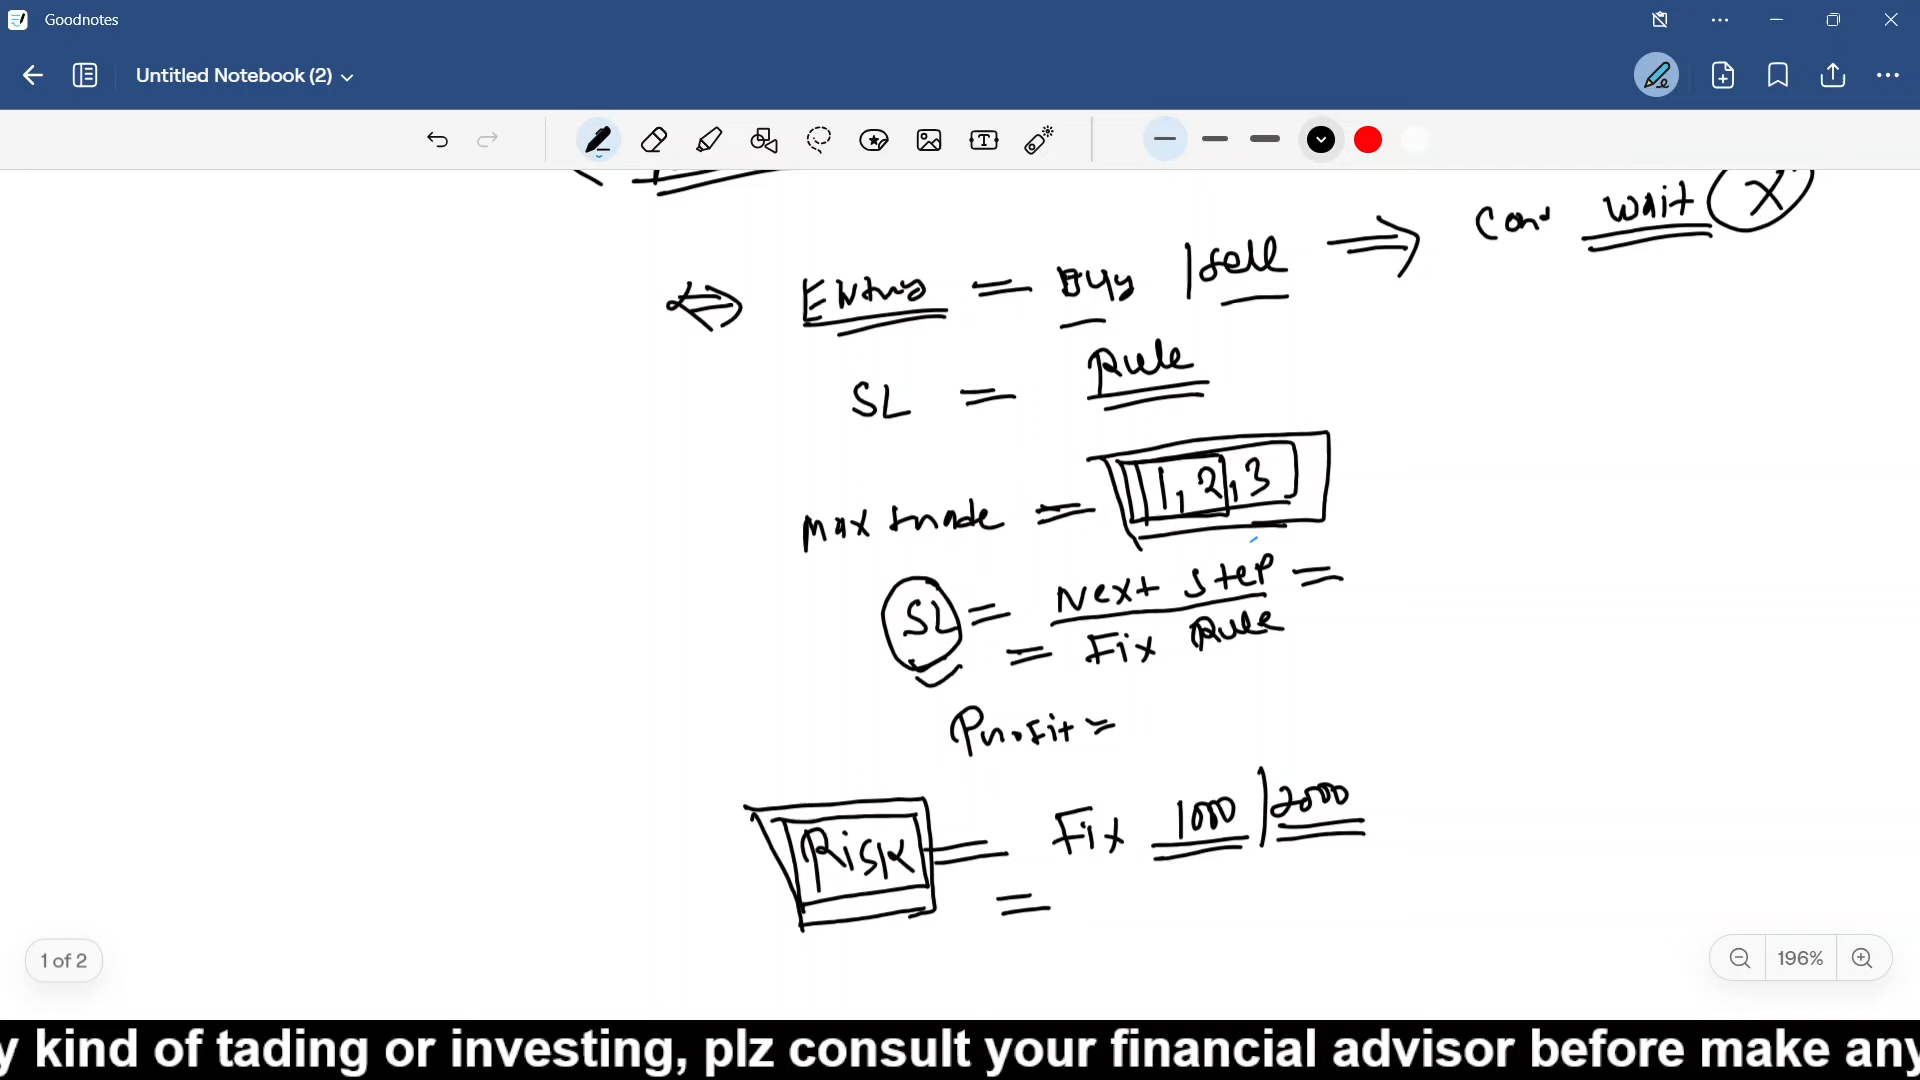 Goodnotes
Untitled Notebook (2)
wait X
Entry = Buy | Sell
SL = Rule
1, 2, 3
Max trade =
Next Step =
SL =
= Fix Rule
Profit =
Fix 1000 | 2000
Risk =
=
1 of 2
196%
y kind of tading or investing, plz consult your financial advisor before make any